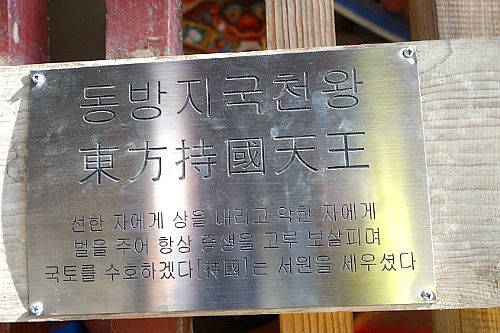 동방지국천왕
東方持國天王
선한 자에게 상을 내리고 악한 자에게
벌을 주어 항상 중생을 고루 보살피며
국토를 수호하겠다[持國]는 서원을 세우셨다